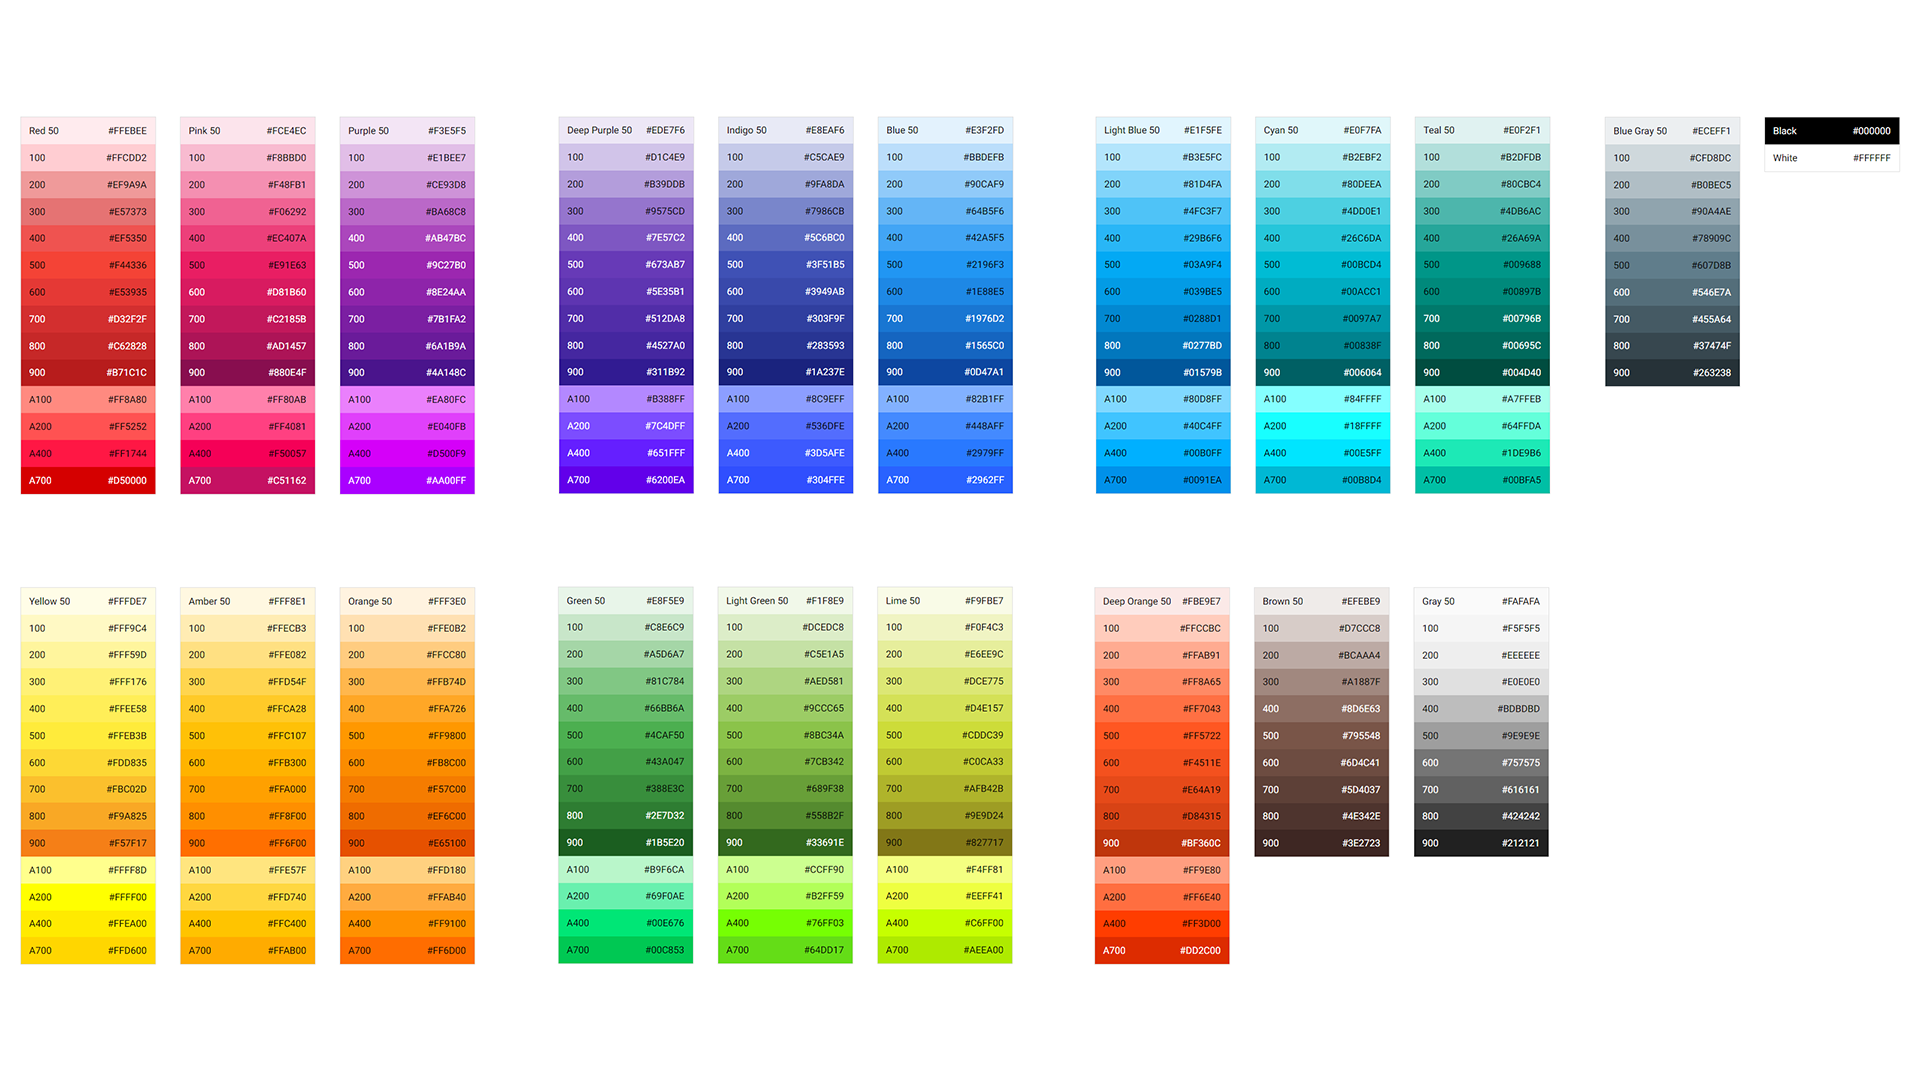 Red 50 #FFEBEE
100 #FFCDD2
200 #EF9A9A
300 #E57373
400 #EF5350
500 #F44336
600 #E53935
700 #D32F2F
800 #C62828
900 #B71C1C
A100 #FF8A80
A200 #FF5252
A400 #FF1744
A700 #D50000
Pink 50 #FCE4EC
100 #F8BBD0
200 #F48FB1
300 #F06292
400 #EC407A
500 #E91E63
600 #D81B60
700 #C2185B
800 #AD1457
900 #880E4F
A100 #FF80AB
A200 #FF4081
A400 #F50057
A700 #C51162
Purple 50 #F3E5F5
100 #E1BEE7
200 #CE93D8
300 #BA68C8
400 #AB47BC
500 #9C27B0
600 #8E24AA
700 #7B1FA2
800 #6A1B9A
900 #4A148C
A100 #EA80FC
A200 #E040FB
A400 #D500F9
A700 #AA00FF
Deep Purple 50 #EDE7F6
100 #D1C4E9
200 #B39DDB
300 #9575CD
400 #7E57C2
500 #673AB7
600 #5E35B1
700 #512DA8
800 #4527A0
900 #311B92
A100 #B388FF
A200 #7C4DFF
A400 #651FFF
A700 #6200EA
Indigo 50 #E8EAF6
100 #C5CAE9
200 #9FA8DA
300 #7986CB
400 #5C6BC0
500 #3F51B5
600 #3949AB
700 #303F9F
800 #283593
900 #1A237E
A100 #8C9EFF
A200 #536DFE
A400 #3D5AFE
A700 #304FFE
Blue 50 #E3F2FD
100 #BBDEFB
200 #90CAF9
300 #64B5F6
400 #42A5F5
500 #2196F3
600 #1E88E5
700 #1976D2
800 #1565C0
900 #0D47A1
A100 #82B1FF
A200 #448AFF
A400 #2979FF
A700 #2962FF
Light Blue 50 #E1F5FE
100 #B3E5FC
200 #81D4FA
300 #4FC3F7
400 #29B6F6
500 #03A9F4
600 #039BE5
700 #0288D1
800 #0277BD
900 #01579B
A100 #80D8FF
A200 #40C4FF
A400 #00B0FF
A700 #0091EA
Cyan 50 #E0F7FA
100 #B2EBF2
200 #80DEEA
300 #4DD0E1
400 #26C6DA
500 #00BCD4
600 #00ACC1
700 #0097A7
800 #00838F
900 #006064
A100 #84FFFF
A200 #18FFFF
A400 #00E5FF
A700 #00B8D4
Teal 50 #E0F2F1
100 #B2DFDB
200 #80CBC4
300 #4DB6AC
400 #26A69A
500 #009688
600 #00897B
700 #00796B
800 #00695C
900 #004D40
A100 #A7FFEB
A200 #64FFDA
A400 #1DE9B6
A700 #00BFA5
Blue Gray 50 #ECEFF1
100 #CFD8DC
200 #B0BEC5
300 #90A4AE
400 #78909C
500 #607D8B
600 #546E7A
700 #455A64
800 #37474F
900 #263238
Black #000000
White #FFFFFF
Yellow 50 #FFFDE7
100 #FFF9C4
200 #FFF59D
300 #FFF176
400 #FFEE58
500 #FFEB3B
600 #FDD835
700 #FBC02D
800 #F9A825
900 #F57F17
A100 #FFFF8D
A200 #FFFF00
A400 #FFEA00
A700 #FFD600
Amber 50 #FFF8E1
100 #FFECB3
200 #FFE082
300 #FFD54F
400 #FFCA28
500 #FFC107
600 #FFB300
700 #FFA000
800 #FF8F00
900 #FF6F00
A100 #FFE57F
A200 #FFD740
A400 #FFC400
A700 #FFAB00
Orange 50 #FFF3E0
100 #FFE0B2
200 #FFCC80
300 #FFB74D
400 #FFA726
500 #FF9800
600 #FB8C00
700 #F57C00
800 #EF6C00
900 #E65100
A100 #FFD180
A200 #FFAB40
A400 #FF9100
A700 #FF6D00
Green 50 #E8F5E9
100 #C8E6C9
200 #A5D6A7
300 #81C784
400 #66BB6A
500 #4CAF50
600 #43A047
700 #388E3C
800 #2E7D32
900 #1B5E20
A100 #B9F6CA
A200 #69F0AE
A400 #00E676
A700 #00C853
Light Green 50 #F1F8E9
100 #DCEDC8
200 #C5E1A5
300 #AED581
400 #9CCC65
500 #8BC34A
600 #7CB342
700 #689F38
800 #558B2F
900 #33691E
A100 #CCFF90
A200 #B2FF59
A400 #76FF03
A700 #64DD17
Lime 50 #F9FBE7
100 #F0F4C3
200 #E6EE9C
300 #DCE775
400 #D4E157
500 #CDDC39
600 #C0CA33
700 #AFB42B
800 #9E9D24
900 #827717
A100 #F4FF81
A200 #EEFF41
A400 #C6FF00
A700 #AEEA00
Deep Orange 50 #FBE9E7
100 #FFCCBC
200 #FFAB91
300 #FF8A65
400 #FF7043
500 #FF5722
600 #F4511E
700 #E64A19
800 #D84315
900 #BF360C
A100 #FF9E80
A200 #FF6E40
A400 #FF3D00
A700 #DD2C00
Brown 50 #EFEBE9
100 #D7CCC8
200 #BCAAA4
300 #A1887F
400 #8D6E63
500 #795548
600 #6D4C41
700 #5D4037
800 #4E342E
900 #3E2723
Gray 50 #FAFAFA
100 #F5F5F5
200 #EEEEEE
300 #E0E0E0
400 #BDBDBD
500 #9E9E9E
600 #757575
700 #616161
800 #424242
900 #212121